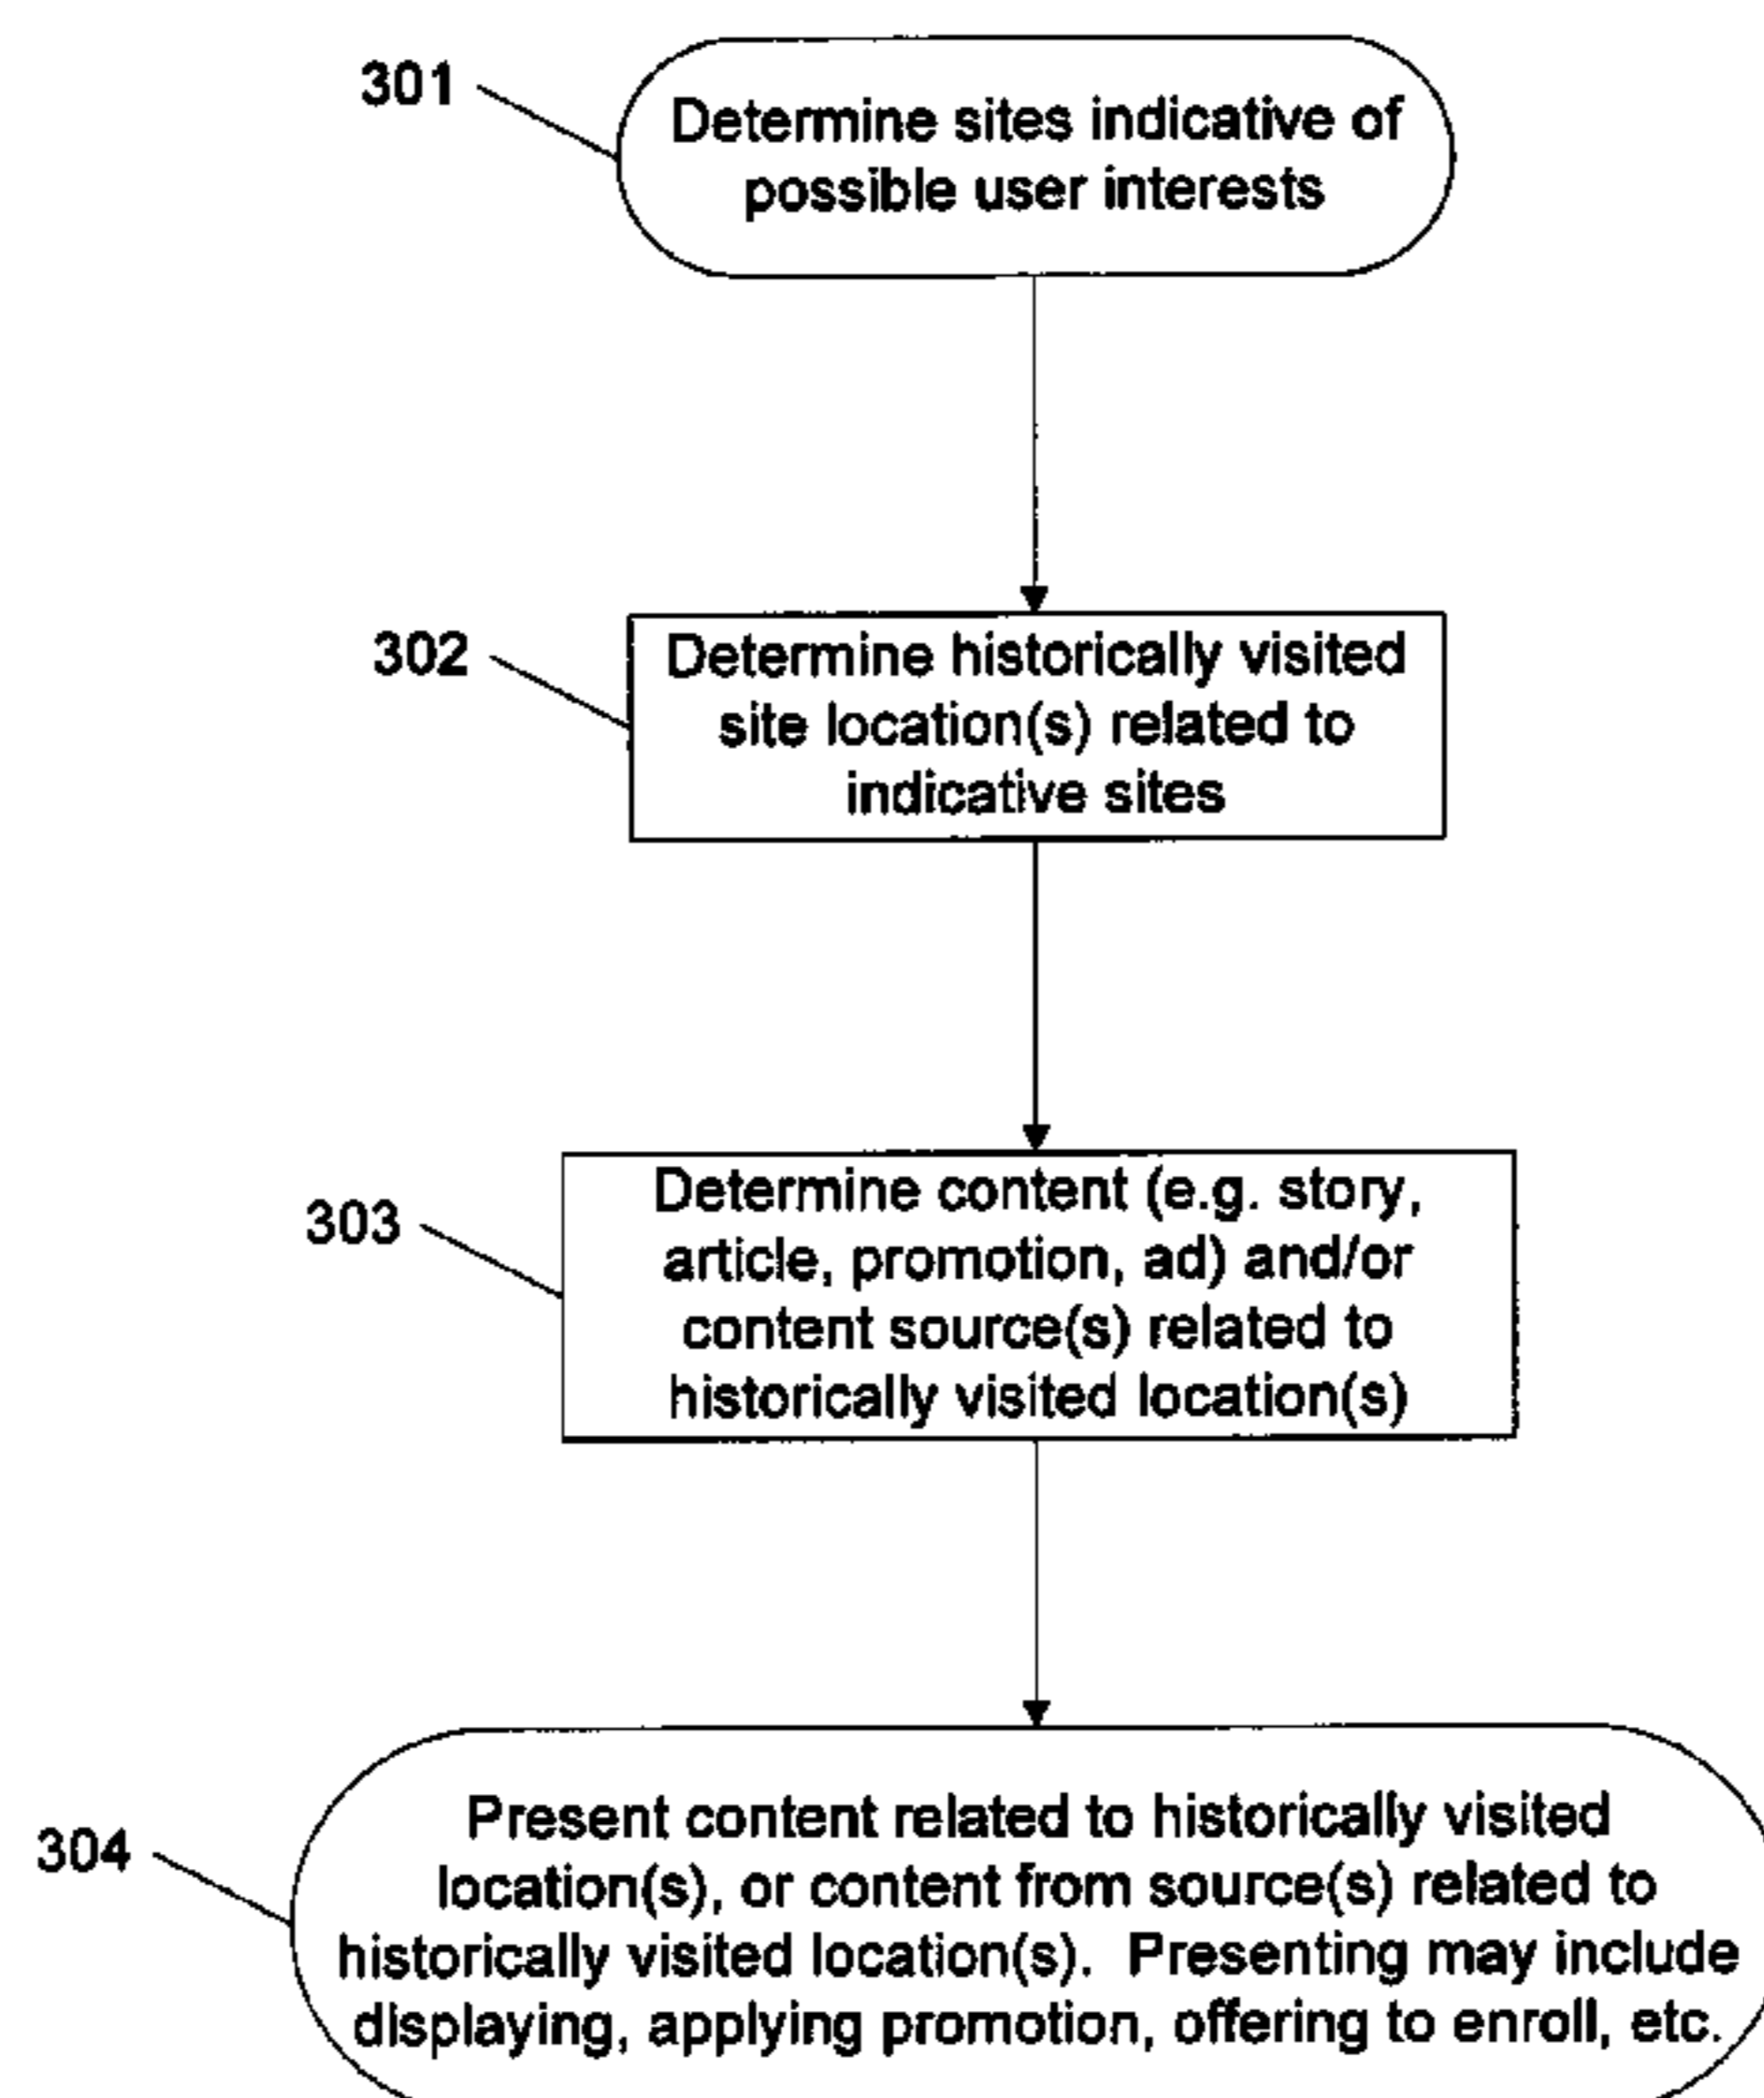 301
Determine sites indicative of
possible user interests
302
Determine historically visited
site location(s) related to
indicative sites
303
Determine content (e.g. story,
article, promotion, ad) and/or
content source(s) related to
historically visited location(s)
304
Present content related to historically visited
location(s), or content from source(s) related to
historically visited location(s).  Presenting may include
displaying, applying promotion, offering to enroll, etc.